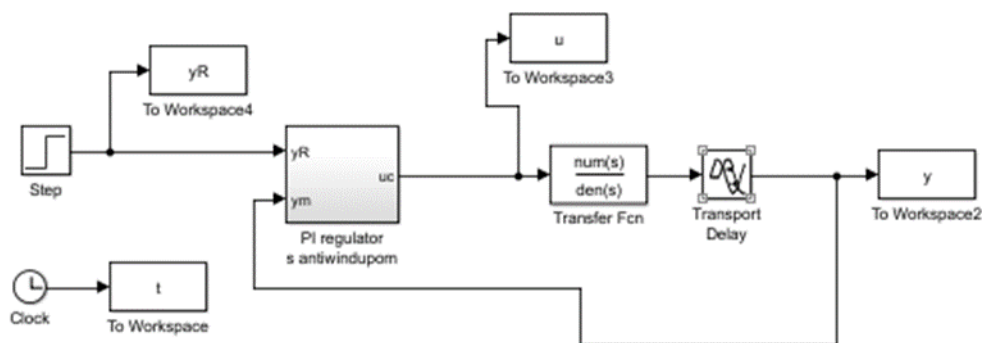 u
To Workspace3
yR
To Workspace4
Step
yR
ym
uc
PI regulator
s antiwindupom
num(s)
den(s)
Transfer Fcn
Transport
Delay
y
To Workspace2
Clock
t
To Workspace